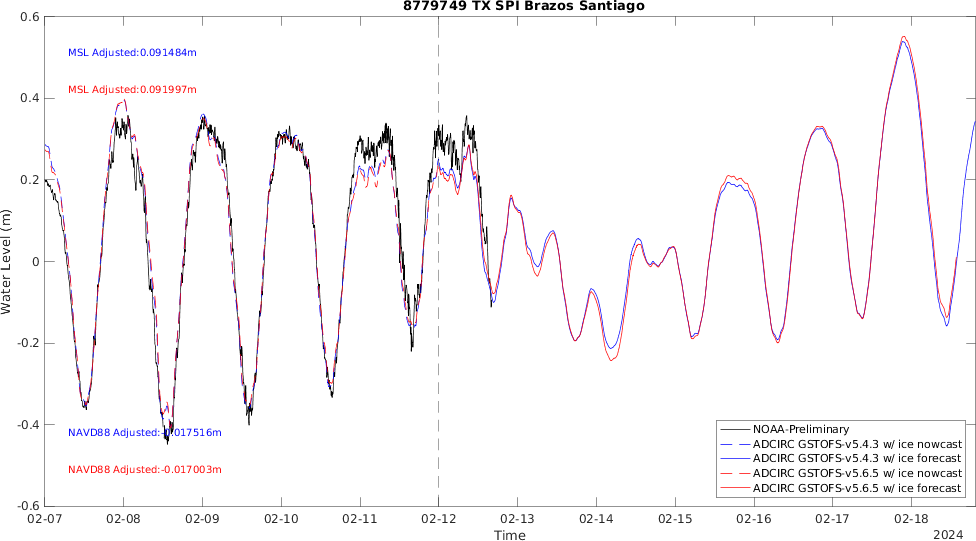 8779749 TX SPI Brazos Santiago
0.6
0.4
0.2
0
-0.2
-0.4
-0.6
Water Level (m)
MSL Adjusted:0.091484m
MSL Adjusted:0.091997m
NAVD88 Adjusted:-0.017516m
NAVD88 Adjusted:-0.017003m
NOAA-Preliminary
ADCIRC GSTOFS-v5.4.3 w/ ice nowcast
ADCIRC GSTOFS-v5.4.3 w/ ice forecast
ADCIRC GSTOFS-v5.6.5 w/ ice nowcast
ADCIRC GSTOFS-v5.6.5 w/ ice forecast
02-07 02-08 02-09 02-10 02-11 02-12 02-13 02-14 02-15 02-16 02-17 02-18
Time
2024